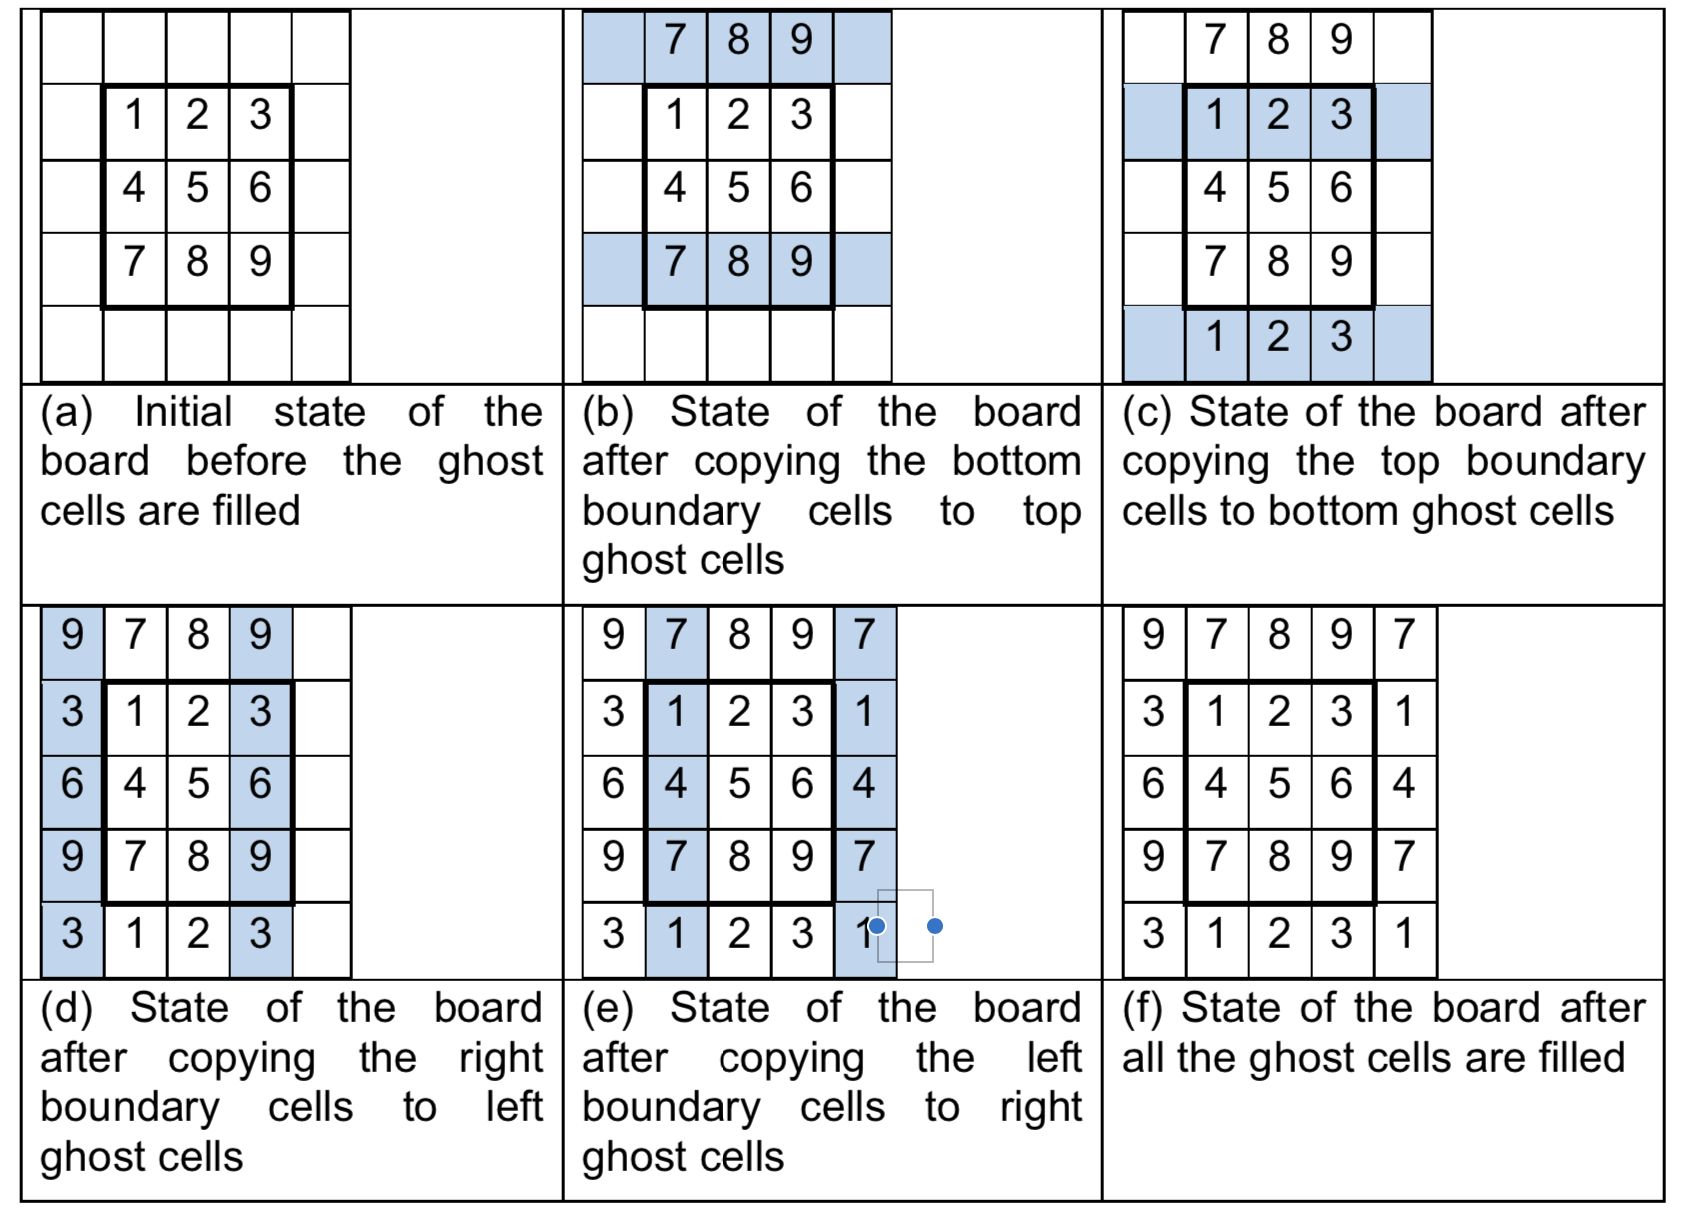 1 2 3
4 5 6
7 8 9
(a) Initial state of the
board before the ghost
cells are filled
7 8 9
1 2 3
4 5 6
7 8 9
(b) State of the board
after copying the bottom
boundary cells to top
ghost cells
7 8 9
1 2 3
4 5 6
7 8 9
1 2 3
(c) State of the board after
copying the top boundary
cells to bottom ghost cells
9 7 8 9
3 1 2 3
6 4 5 6
9 7 8 9
3 1 2 3
(d) State of the board
after copying the right
boundary cells to left
ghost cells
9 7 8 9 7
3 1 2 3 1
6 4 5 6 4
9 7 8 9 7
3 1 2 3 1
(e) State of the board
after copying the left
boundary cells to right
ghost cells
9 7 8 9 7
3 1 2 3 1
6 4 5 6 4
9 7 8 9 7
3 1 2 3 1
(f) State of the board after
all the ghost cells are filled